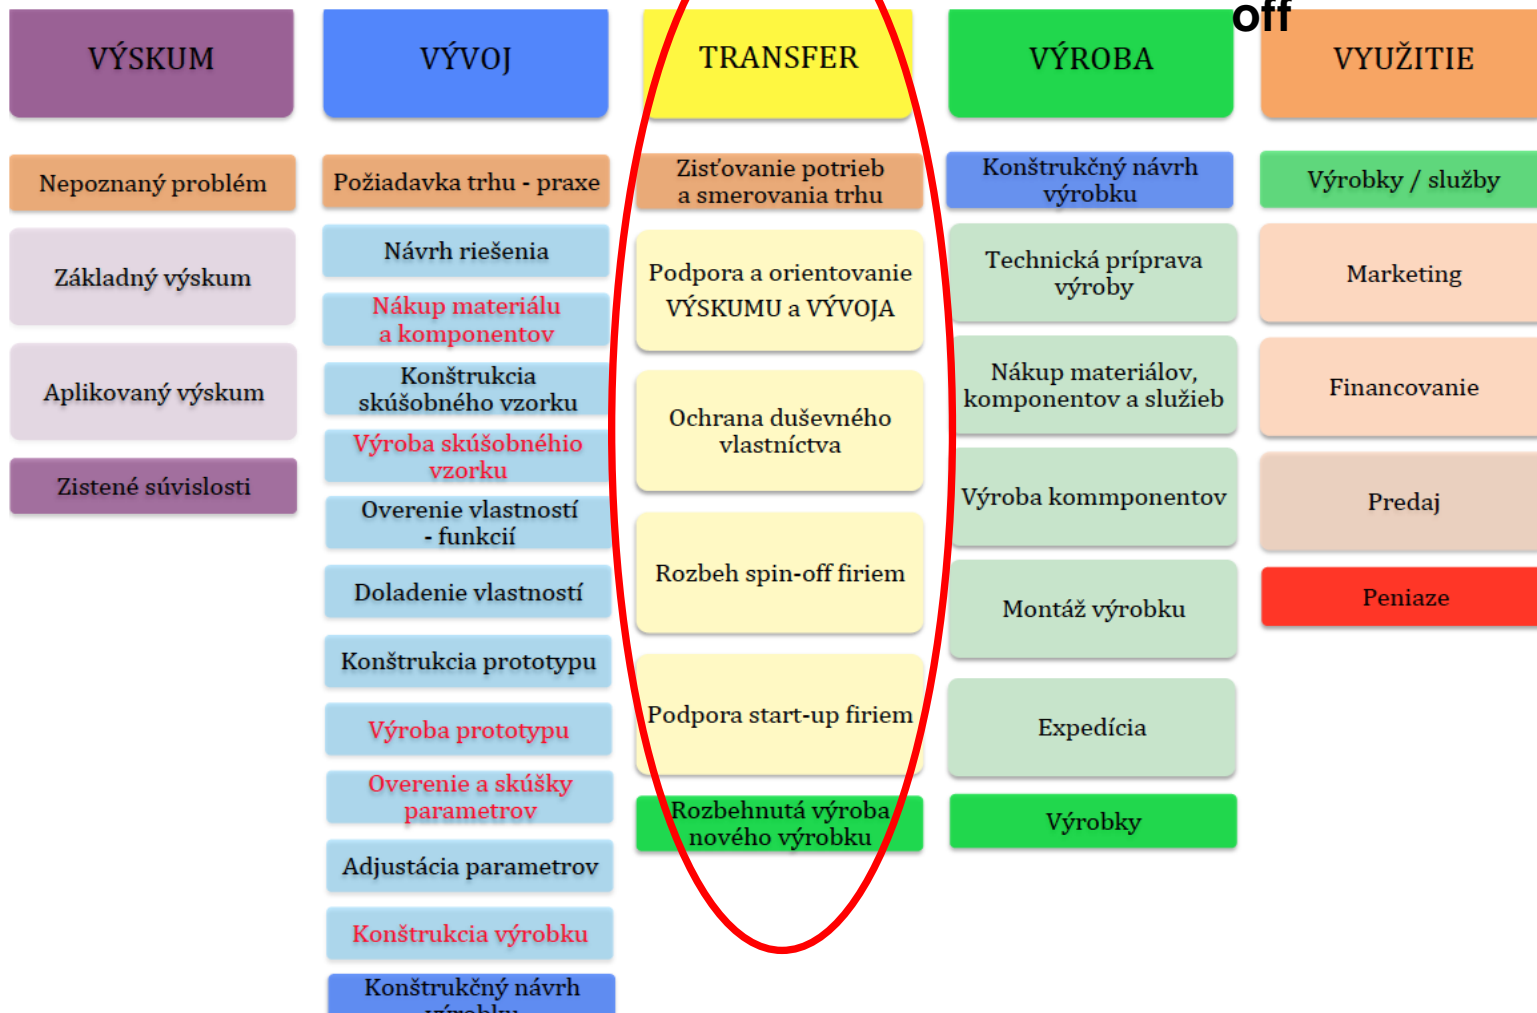 off
VÝSKUM
Nepoznaný problém
Základný výskum
Aplikovaný výskum
Zistené súvislosti
VÝVOJ
Požiadavka trhu - praxe
Návrh riešenia
Nákup materiálu
a komponentov
Konštrukcia
skúšobného vzorku
Výroba skúšobnéhio
vzorku
Overenie vlastností
- funkcií
Doladenie vlastností
Konštrukcia prototypu
Výroba prototypu
Overenie a skúšky
parametrov
Adjustácia parametrov
Konštrukcia výrobku
Konštrukčný návrh
výrobku
TRANSFER
Zisťovanie potrieb
a smerovania trhu
Podpora a orientovanie
VÝSKUMU a VÝVOJA
Ochrana duševného
vlastníctva
Rozbeh spin-off firiem
Podpora start-up firiem
Rozbehnutá výroba
nového výrobku
VÝROBA
Konštrukčný návrh
výrobku
Technická príprava
výroby
Nákup materiálov,
komponentov a služieb
Výroba kommponentov
Montáž výrobku
Expedícia
Výrobky
VYUŽITIE
Výrobky / služby
Marketing
Financovanie
Predaj
Peniaze